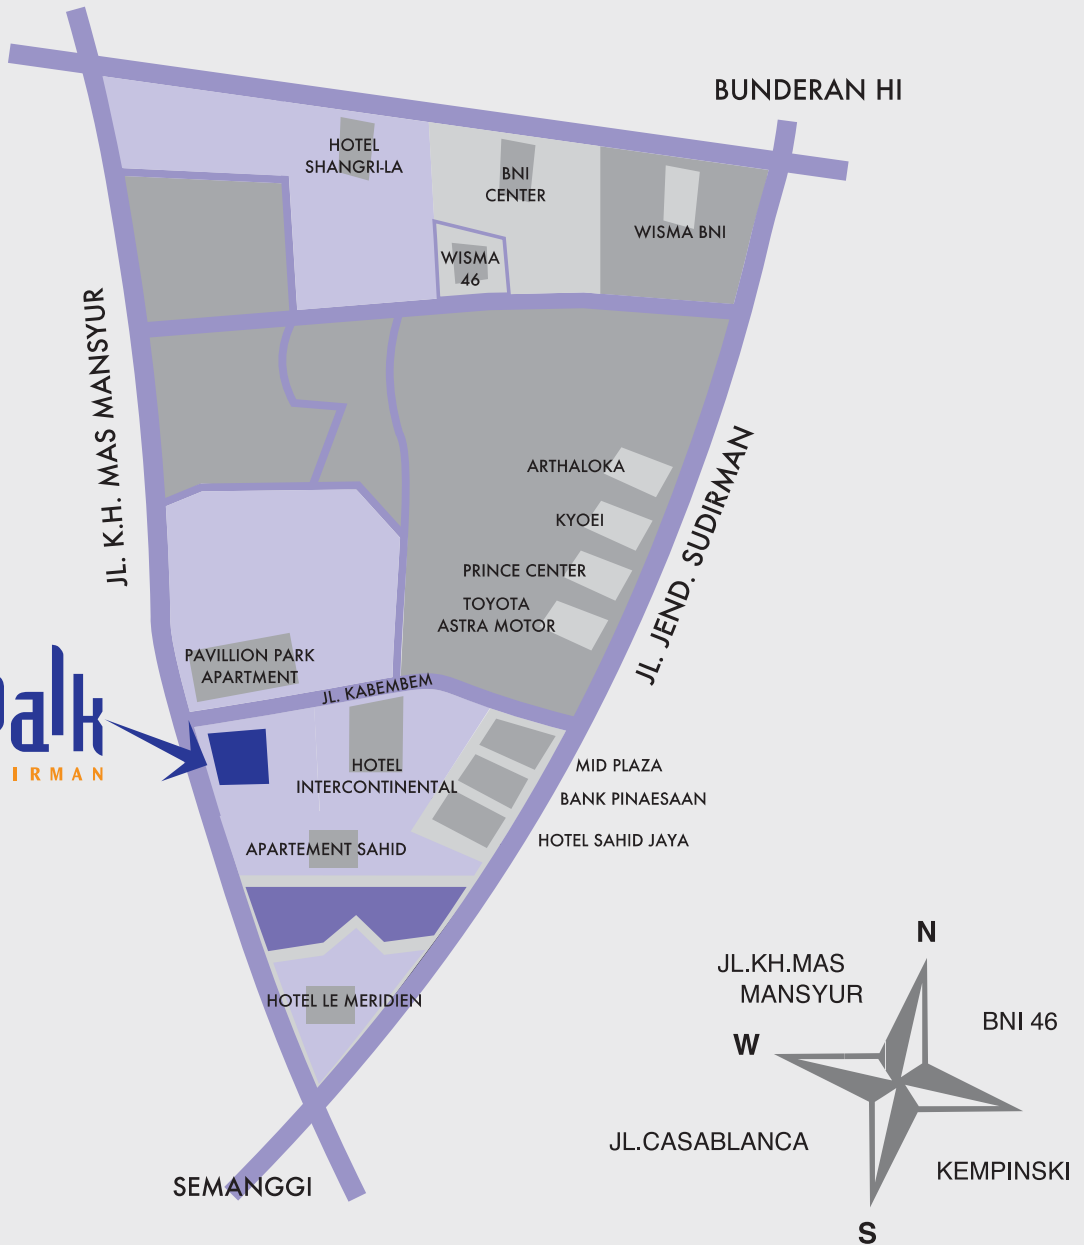 BUNDERAN HI
HOTEL
SHANGRI-LA
BNI
CENTER
WISMA BNI
WISMA
46
JL. K.H. MAS MANSYUR
ARTHALOKA
KYOEI
PRINCE CENTER
TOYOTA
ASTRA MOTOR
JL. JEND. SUDIRMAN
PAVILLION PARK
APARTMENT
JL. KABEMBEM
alk
IRMAN
HOTEL
INTERCONTINENTAL
MID PLAZA
BANK PINAESAAN
HOTEL SAHID JAYA
APARTEMENT SAHID
HOTEL LE MERIDIEN
SEMANGGI
N
JL.KH.MAS
MANSYUR
BNI 46
W
JL.CASABLANCA
KEMPINSKI
S